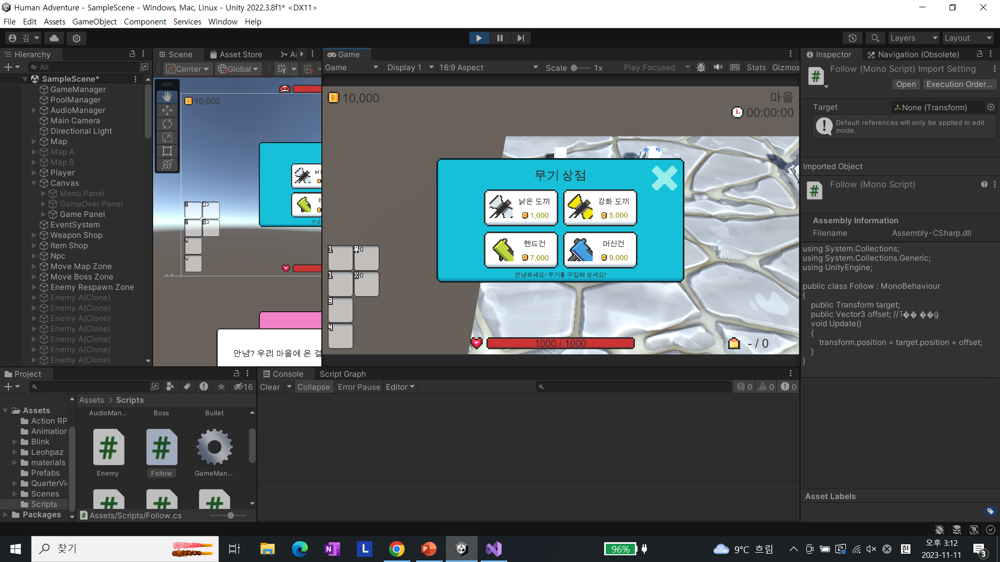 Human Adventure - SampleScene - Windows, Mac, Linux - Unity 2022.3.8f1* <DX11>
File Edit Assets GameObject Component Services Window Help
김
Layers
Layout
Hierarchy
All
SampleScene*
GameManager
PoolManager
AudioManager
Main Camera
Directional Light
Map
Map A
Map B
Player
Canvas
Menu Panel
GameOver Panel
Game Panel
EventSystem
Weapon Shop
Item Shop
Npc
Move Map Zone
Move Boss Zone
Enemy Respawn Zone
Enemy A(Clone)
Enemy A(Clone)
Enemy A(Clone)
Enemy A(Clone)
Enemy A(Clone)
Enemy A(Clone)
Enemy A(Clone)
Scene
Asset Store
Center
Global
10,000
안녕? 우리 마을에 온 걸
Game
Game
Display 1
16:9 Aspect
Scale
1x
Play Focused
Stats
Gizmos
10,000
마을
00:00:00
무기 상점
낡은 도끼
1,000
강화 도끼
5,000
핸드건
7,000
머신건
9,000
안녕하세요! 무기를 구입해 보세요!
1
0
1
0
3
4
1000 / 1000
- / 0
Inspector
Navigation (Obsolete)
Follow (Mono Script) Import Setting
Open
Execution Order...
Target
None (Transform)
Default references will only be applied in edit
mode.
Imported Object
Follow (Mono Script)
Assembly Information
Filename
Assembly-CSharp.dll
using System.Collections;
using System.Collections.Generic;
using UnityEngine;
public class Follow : MonoBehaviour
{
public Transform target;
public Vector3 offset; //
void Update()
{
transform.position = target.position + offset;
}
}
Asset Labels
Project
16
Assets
Action RP
Animation
Blink
Leohpaz
materials
Prefabs
QuarterVi
Scenes
Scripts
Packages
Assets > Scripts
AudioMan...
Boss
Bullet
Enemy
Follow
GameMan...
Assets/Scripts/Follow.cs
Console
Script Graph
Clear
Collapse
Error Pause
Editor
0
0
0
찾기
96%
9°C 흐림
한
오후 3:12
2023-11-11
3